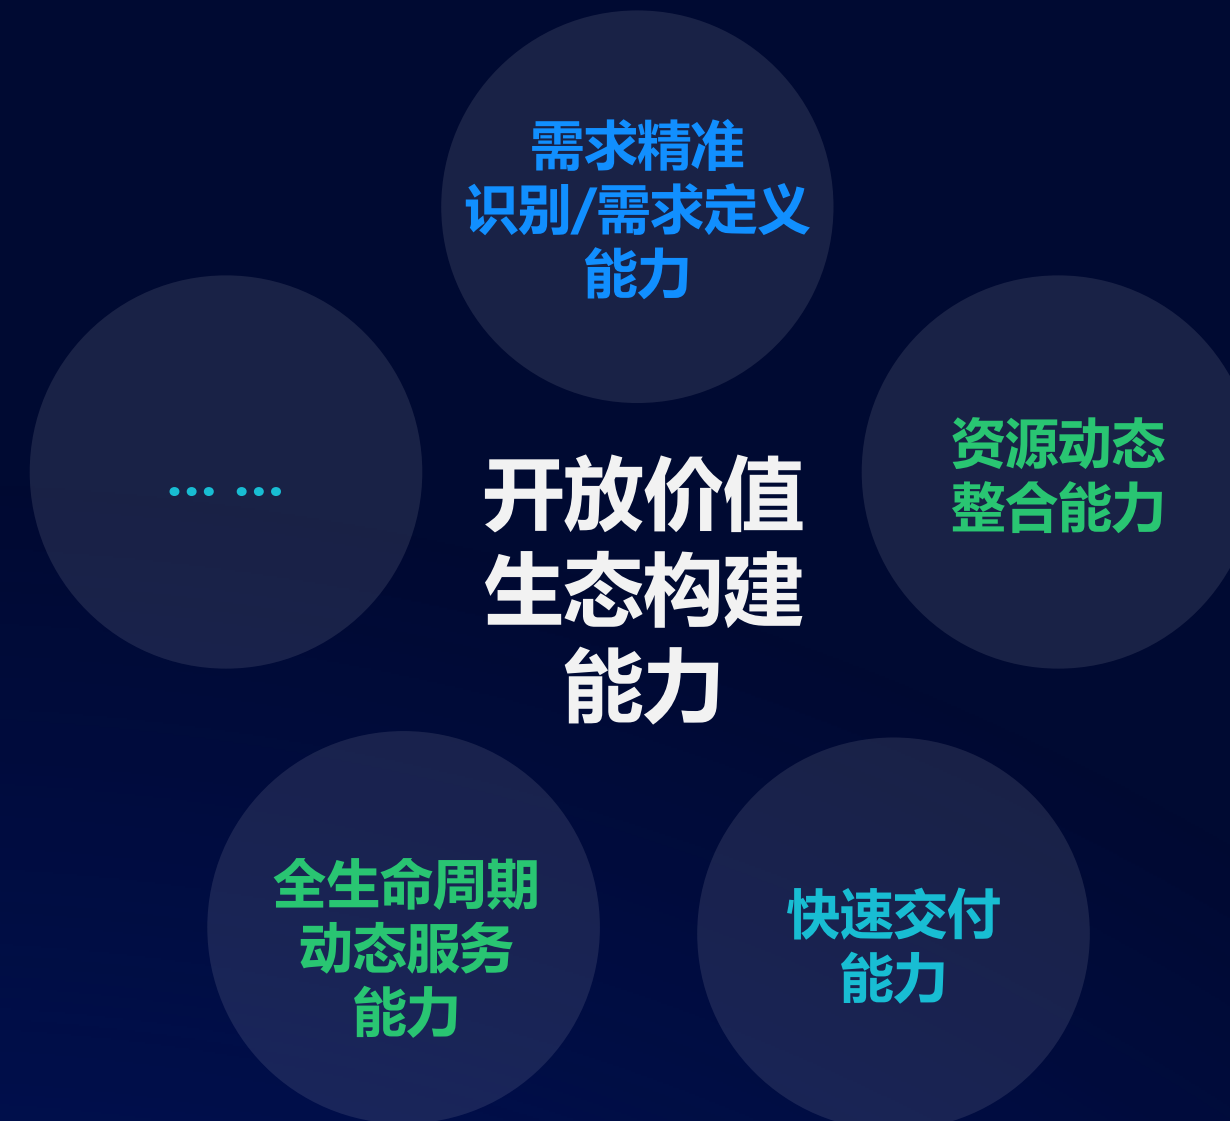 需求精准
识别/需求定义
能力
资源动态
整合能力
开放价值
生态构建
能力
… …
全生命周期
动态服务
能力
快速交付
能力